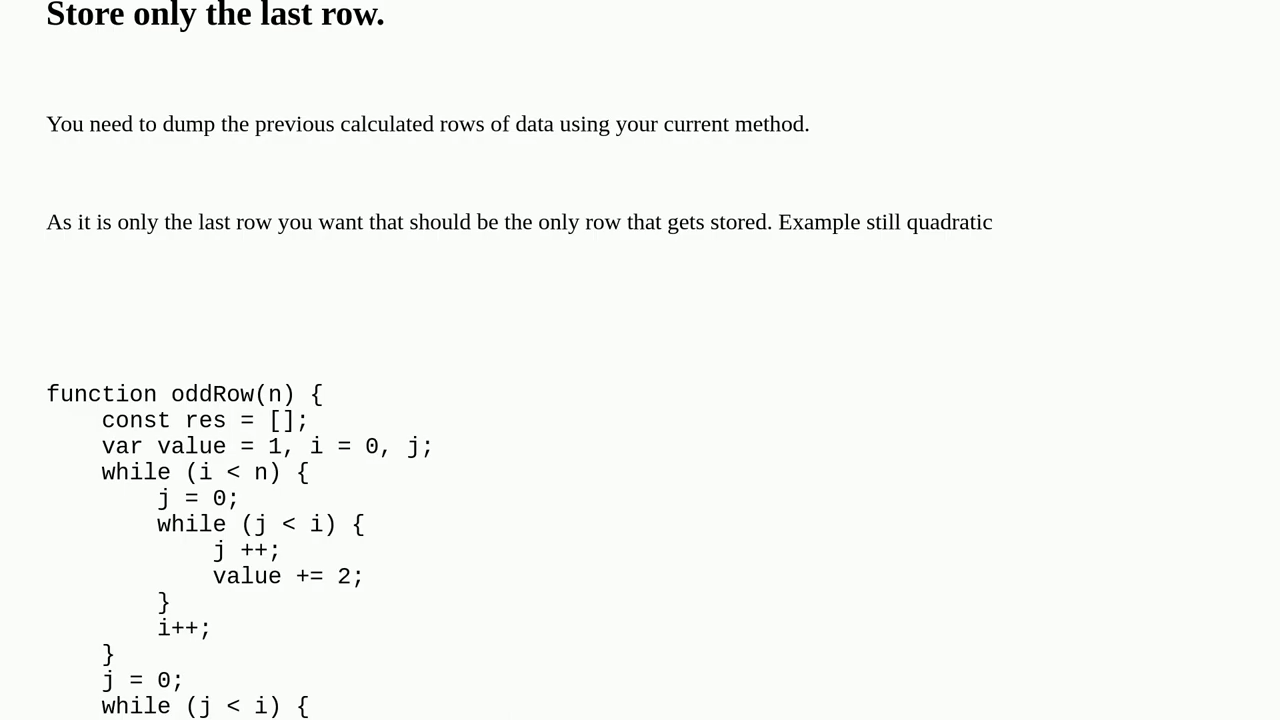 Store only the last row.
You need to dump the previous calculated rows of data using your current method.
As it is only the last row you want that should be the only row that gets stored. Example still quadratic
function oddRow(n) {
    const res = [];
    var value = 1, i = 0, j;
    while (i < n) {
        j = 0;
        while (j < i) {
            j ++;
            value += 2;
        }
        i++;
    }
    j = 0;
    while (j < i) {